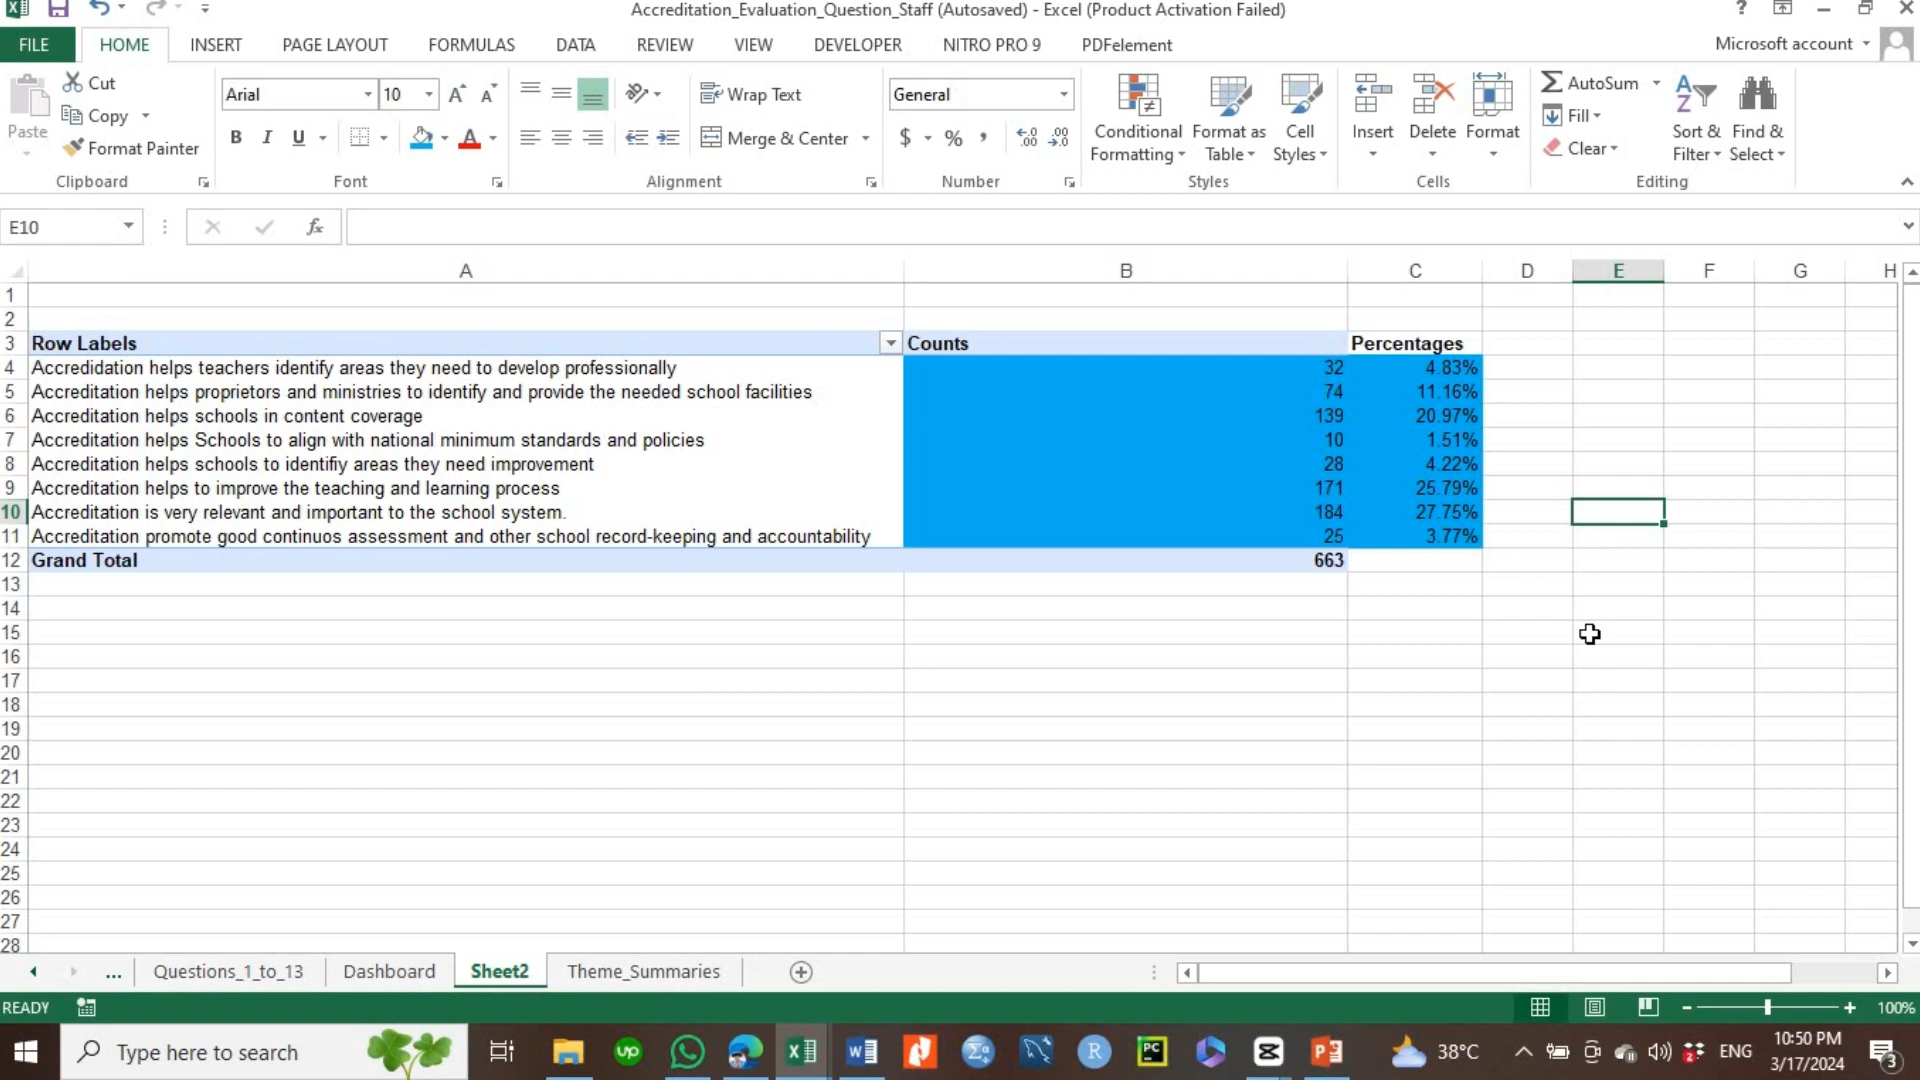 Accreditation_Evaluation_Question_Staff (Autosaved) - Excel (Product Activation Failed)
FILE HOME INSERT PAGE LAYOUT FORMULAS DATA REVIEW VIEW DEVELOPER NITRO PRO 9 PDFelement Microsoft account
Paste Cut Copy Format Painter Clipboard
Arial 10 B I U Font
Wrap Text Merge & Center Alignment
General $ % Number
Conditional Formatting Format as Table Cell Styles Styles
Insert Delete Format Cells
AutoSum Fill Clear Sort & Filter Find & Select Editing
E10 fx
A B C D E F G H
1
2
3 Row Labels Counts Percentages
4 Accredidation helps teachers identify areas they need to develop professionally 32 4.83%
5 Accreditation helps proprietors and ministries to identify and provide the needed school facilities 74 11.16%
6 Accreditation helps schools in content coverage 139 20.97%
7 Accreditation helps Schools to align with national minimum standards and policies 10 1.51%
8 Accreditation helps schools to identifiy areas they need improvement 28 4.22%
9 Accreditation helps to improve the teaching and learning process 171 25.79%
10 Accreditation is very relevant and important to the school system. 184 27.75%
11 Accreditation promote good continuos assessment and other school record-keeping and accountability 25 3.77%
12 Grand Total 663
13
14
15
16
17
18
19
20
21
22
23
24
25
26
27
28
... Questions_1_to_13 Dashboard Sheet2 Theme_Summaries
READY 100%
Type here to search 38°C ENG 10:50 PM
3/17/2024